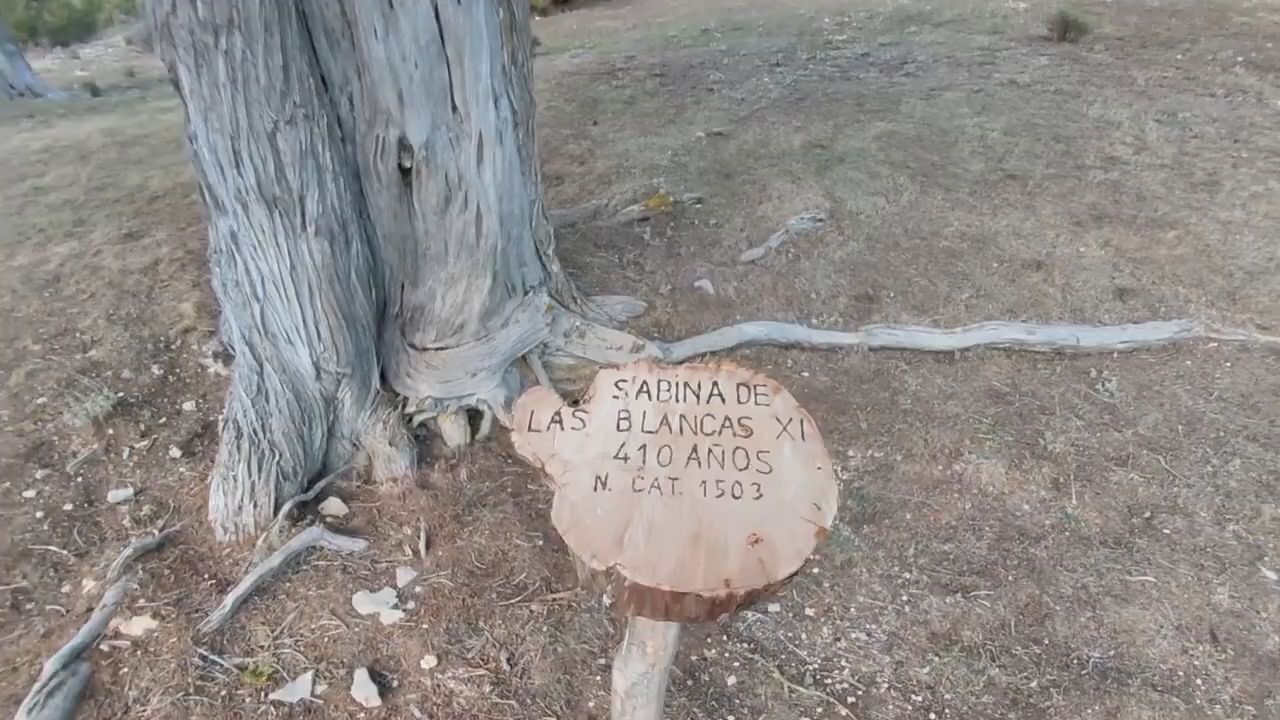 SABINA DE
LAS BLANCAS XI
410 AÑOS
N. CAT. 1503